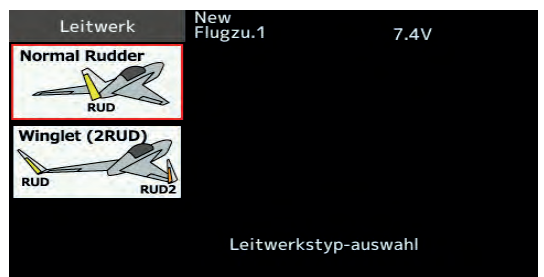 Leitwerk
New
Flugzu.1
7.4V
Normal Rudder
RUD
Winglet (2RUD)
RUD
RUD2
Leitwerkstyp-auswahl